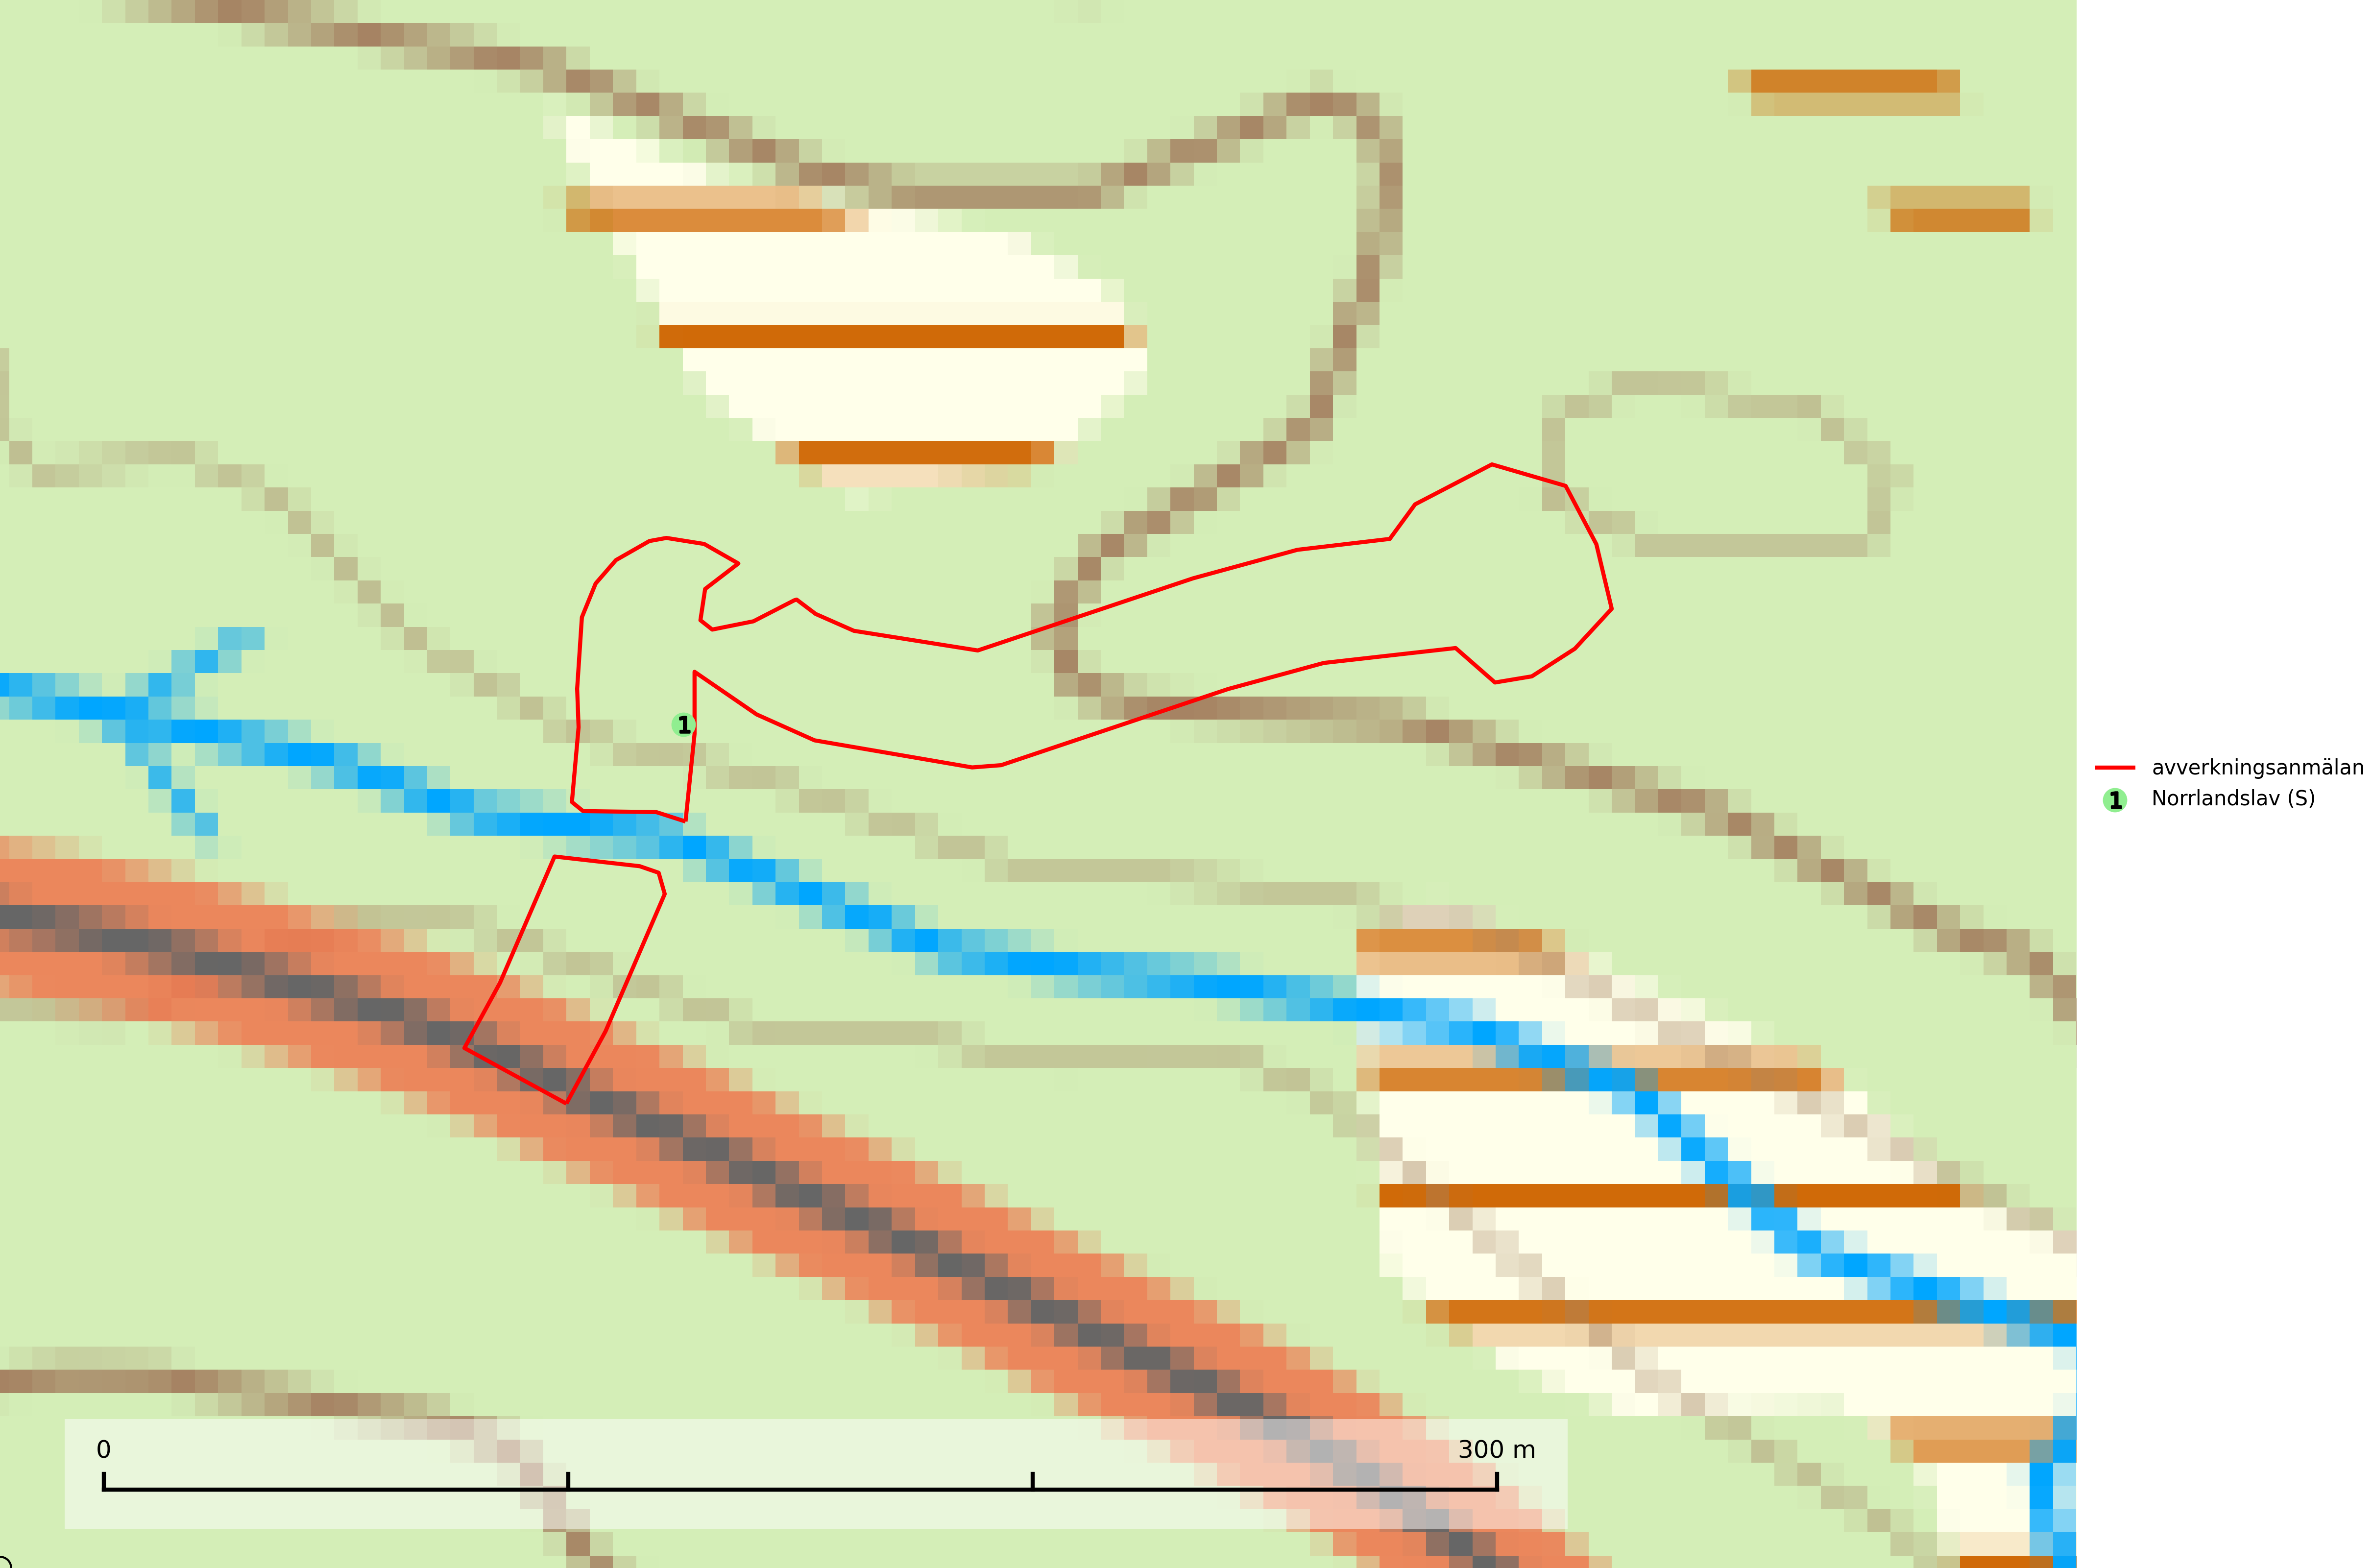 1
avverkningsanmälan
1 Norrlandslav (S)
0 300 m